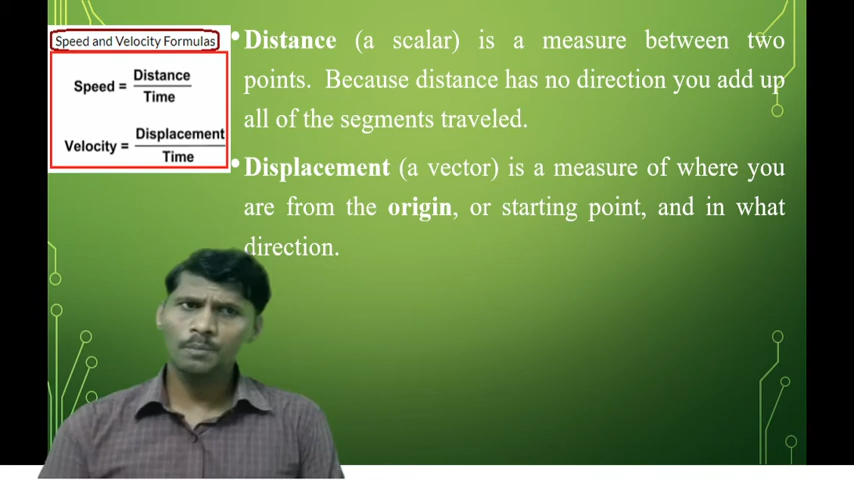 Speed and Velocity Formulas
Speed = Distance
Time
Velocity = Displacement
Time
• Distance (a scalar) is a measure between two
points. Because distance has no direction you add up
all of the segments traveled.
• Displacement (a vector) is a measure of where you
are from the origin, or starting point, and in what
direction.